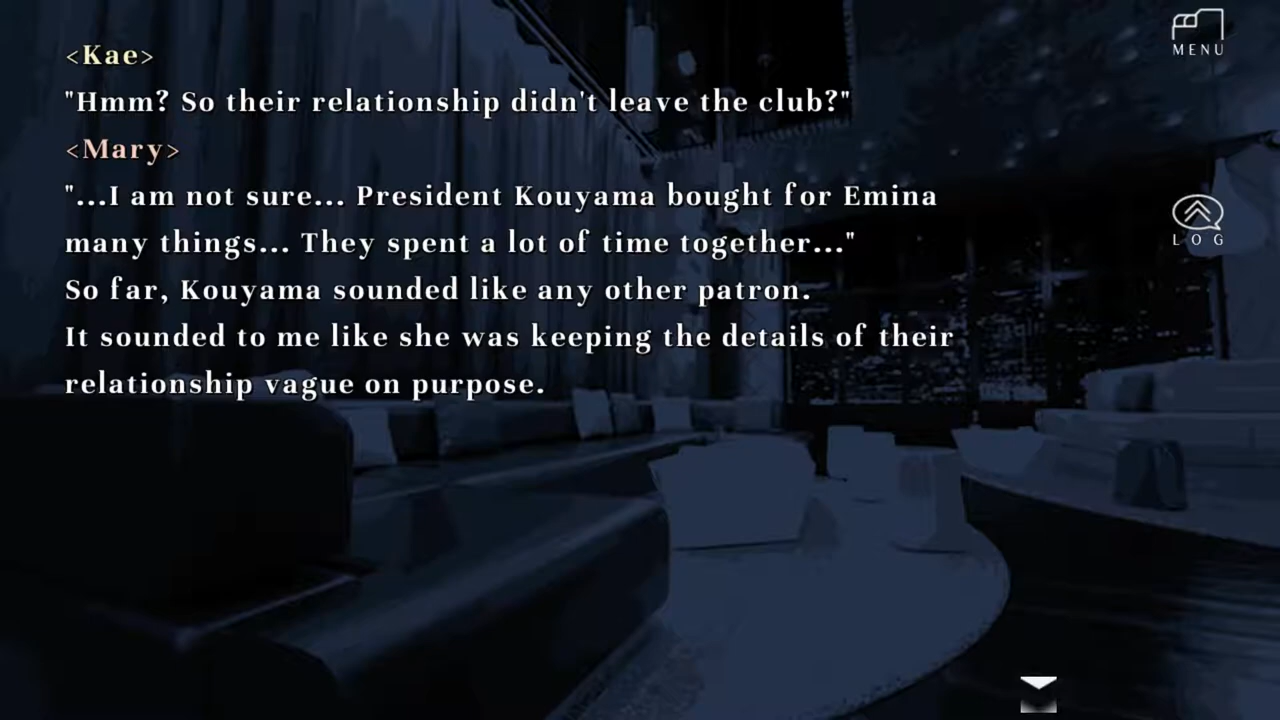 <Kae>
"Hmm? So their relationship didn't leave the club?"
<Mary>
"...I am not sure... President Kouyama bought for Emina
many things... They spent a lot of time together..."
So far, Kouyama sounded like any other patron.
It sounded to me like she was keeping the details of their
relationship vague on purpose.
MENU
LOG